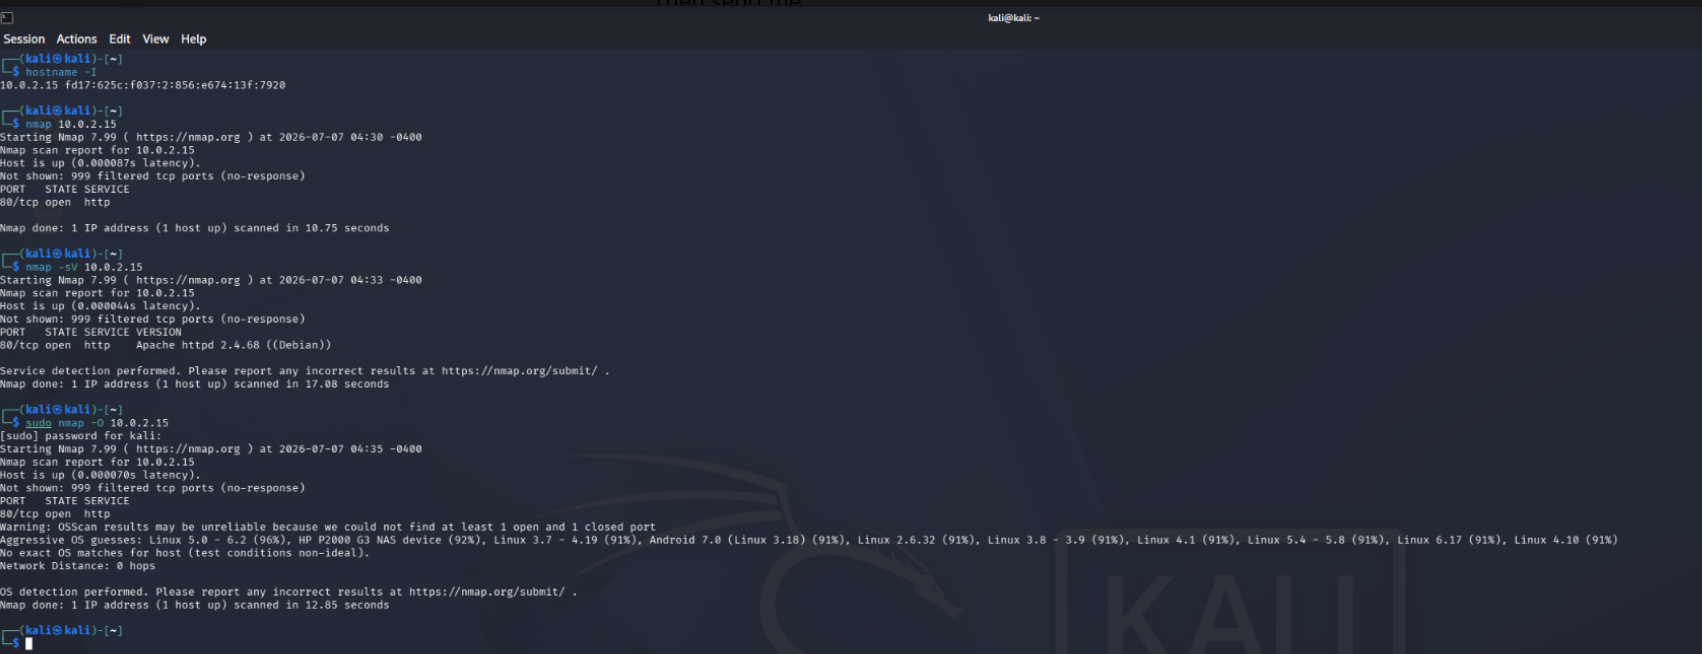 Then send me
kali@kali: ~
Session Actions Edit View Help
┌──(kali㉿kali)-[~]
└─$ hostname -I
10.0.2.15 fd17:625c:f037:2:856:e674:13f:7920
┌──(kali㉿kali)-[~]
└─$ nmap 10.0.2.15
Starting Nmap 7.99 ( https://nmap.org ) at 2026-07-07 04:30 -0400
Nmap scan report for 10.0.2.15
Host is up (0.000087s latency).
Not shown: 999 filtered tcp ports (no-response)
PORT   STATE SERVICE
80/tcp open  http
Nmap done: 1 IP address (1 host up) scanned in 10.75 seconds
┌──(kali㉿kali)-[~]
└─$ nmap -sV 10.0.2.15
Starting Nmap 7.99 ( https://nmap.org ) at 2026-07-07 04:33 -0400
Nmap scan report for 10.0.2.15
Host is up (0.000044s latency).
Not shown: 999 filtered tcp ports (no-response)
PORT   STATE SERVICE VERSION
80/tcp open  http    Apache httpd 2.4.68 ((Debian))
Service detection performed. Please report any incorrect results at https://nmap.org/submit/ .
Nmap done: 1 IP address (1 host up) scanned in 17.08 seconds
┌──(kali㉿kali)-[~]
└─$ sudo nmap -O 10.0.2.15
[sudo] password for kali:
Starting Nmap 7.99 ( https://nmap.org ) at 2026-07-07 04:35 -0400
Nmap scan report for 10.0.2.15
Host is up (0.000070s latency).
Not shown: 999 filtered tcp ports (no-response)
PORT   STATE SERVICE
80/tcp open  http
Warning: OSScan results may be unreliable because we could not find at least 1 open and 1 closed port
Aggressive OS guesses: Linux 5.0 - 6.2 (96%), HP P2000 G3 NAS device (92%), Linux 3.7 - 4.19 (91%), Android 7.0 (Linux 3.18) (91%), Linux 2.6.32 (91%), Linux 3.8 - 3.9 (91%), Linux 4.1 (91%), Linux 5.4 - 5.8 (91%), Linux 6.17 (91%), Linux 4.10 (91%)
No exact OS matches for host (test conditions non-ideal).
Network Distance: 0 hops
OS detection performed. Please report any incorrect results at https://nmap.org/submit/ .
Nmap done: 1 IP address (1 host up) scanned in 12.85 seconds
┌──(kali㉿kali)-[~]
└─$
KALI